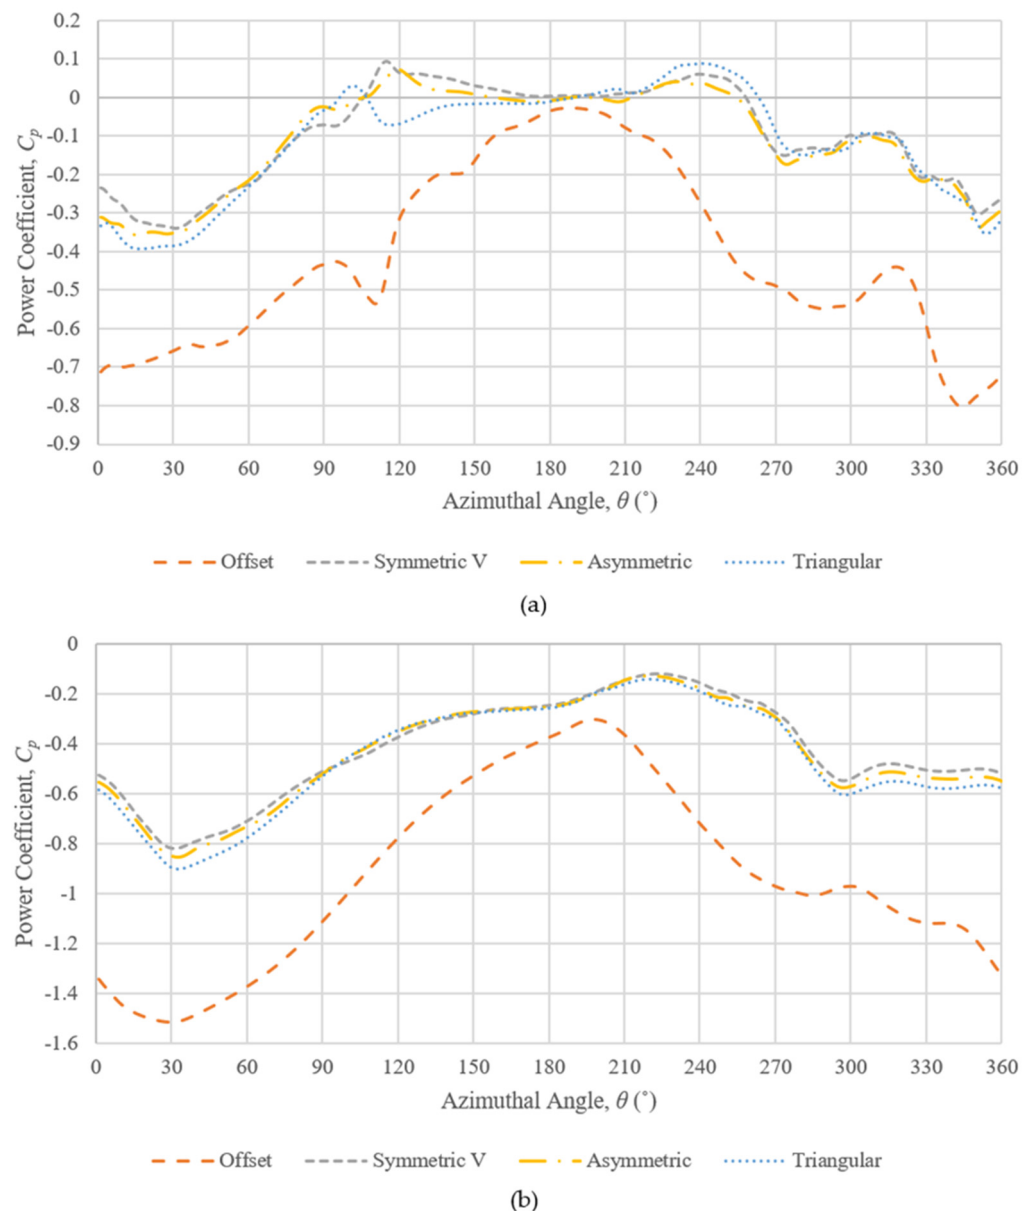 0.2
0.1
0
-0.1
-0.2
-0.3
-0.4
-0.5
-0.6
-0.7
-0.8
-0.9
Power Coefficient, Cp
0 30 60 90 120 150 180 210 240 270 300 330 360
Azimuthal Angle, θ (˚)
Offset Symmetric V Asymmetric Triangular
(a)
0
-0.2
-0.4
-0.6
-0.8
-1
-1.2
-1.4
-1.6
Power Coefficient, Cp
0 30 60 90 120 150 180 210 240 270 300 330 360
Azimuthal Angle, θ (˚)
Offset Symmetric V Asymmetric Triangular
(b)